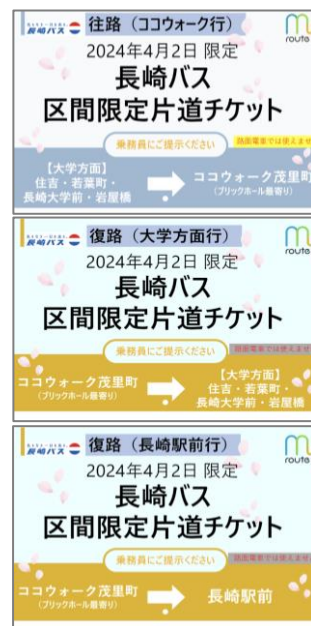 長崎バス 往路（ココウォーク行）
route
2024年4月2日 限定
長崎バス
区間限定片道チケット
乗務員にご提示ください
路面電車では使えませ
【大学方面】
住吉・若葉町・
長崎大学前・岩屋橋
ココウォーク茂里町
（ブリックホール最寄り）
長崎バス 復路（大学方面行）
route
2024年4月2日 限定
長崎バス
区間限定片道チケット
乗務員にご提示ください
路面電車では使えませ
ココウォーク茂里町
（ブリックホール最寄り）
【大学方面】
住吉・若葉町・
長崎大学前・岩屋橋
長崎バス 復路（長崎駅前行）
route
2024年4月2日 限定
長崎バス
区間限定片道チケット
乗務員にご提示ください
路面電車では使えませ
ココウォーク茂里町
（ブリックホール最寄り）
長崎駅前